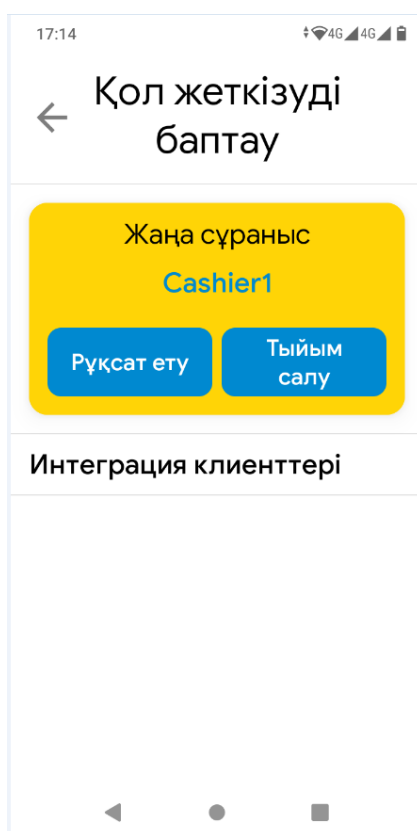 17:14
4G 4G
Қол жеткізуді
баптау
Жаңа сұраныс
Cashier1
Рұқсат ету
Тыйым
салу
Интеграция клиенттері